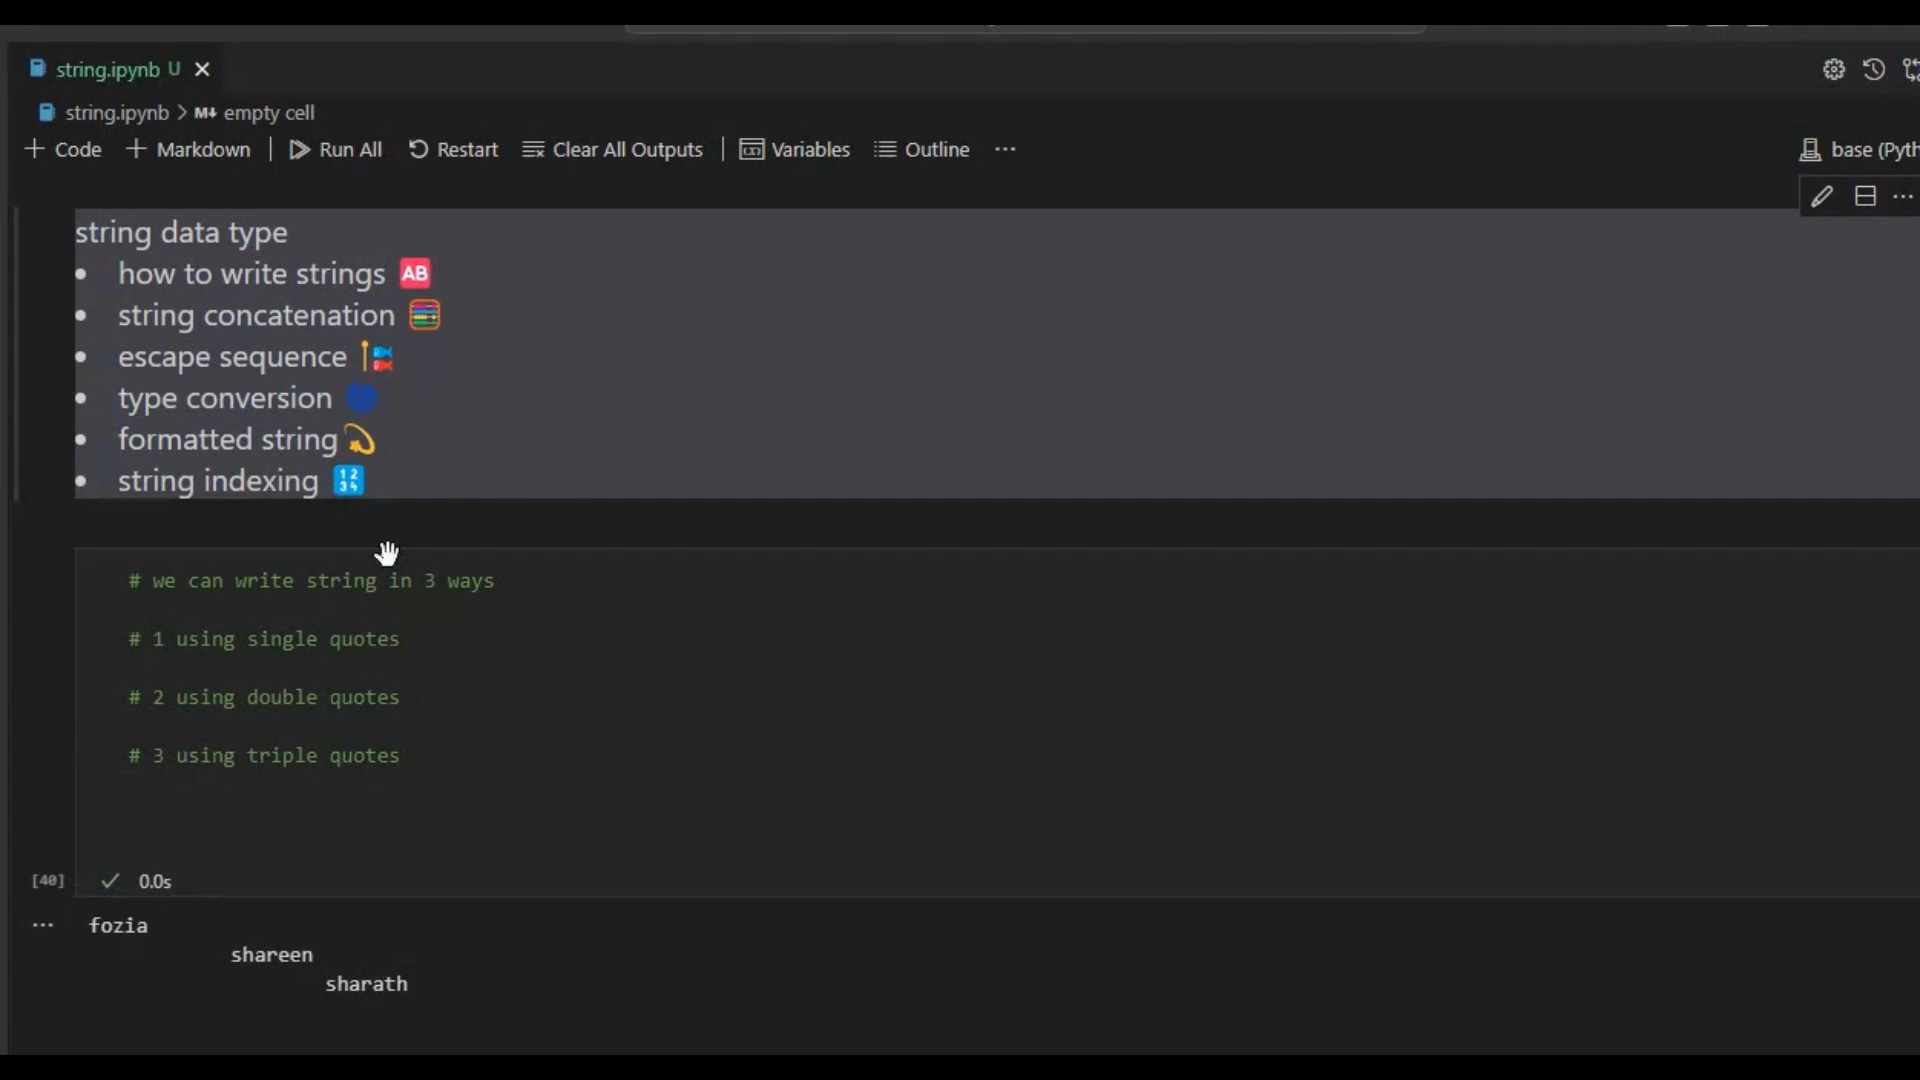 string.ipynb U
string.ipynb > M↓ empty cell
+ Code + Markdown | Run All Restart Clear All Outputs | Variables Outline ...
base (Pyth
string data type
• how to write strings 🆎
• string concatenation 🧮
• escape sequence 🎏
• type conversion 🔵
• formatted string 💫
• string indexing 🔢
# we can write string in 3 ways
# 1 using single quotes
# 2 using double quotes
# 3 using triple quotes
[40] ✓ 0.0s
... fozia
shareen
sharath